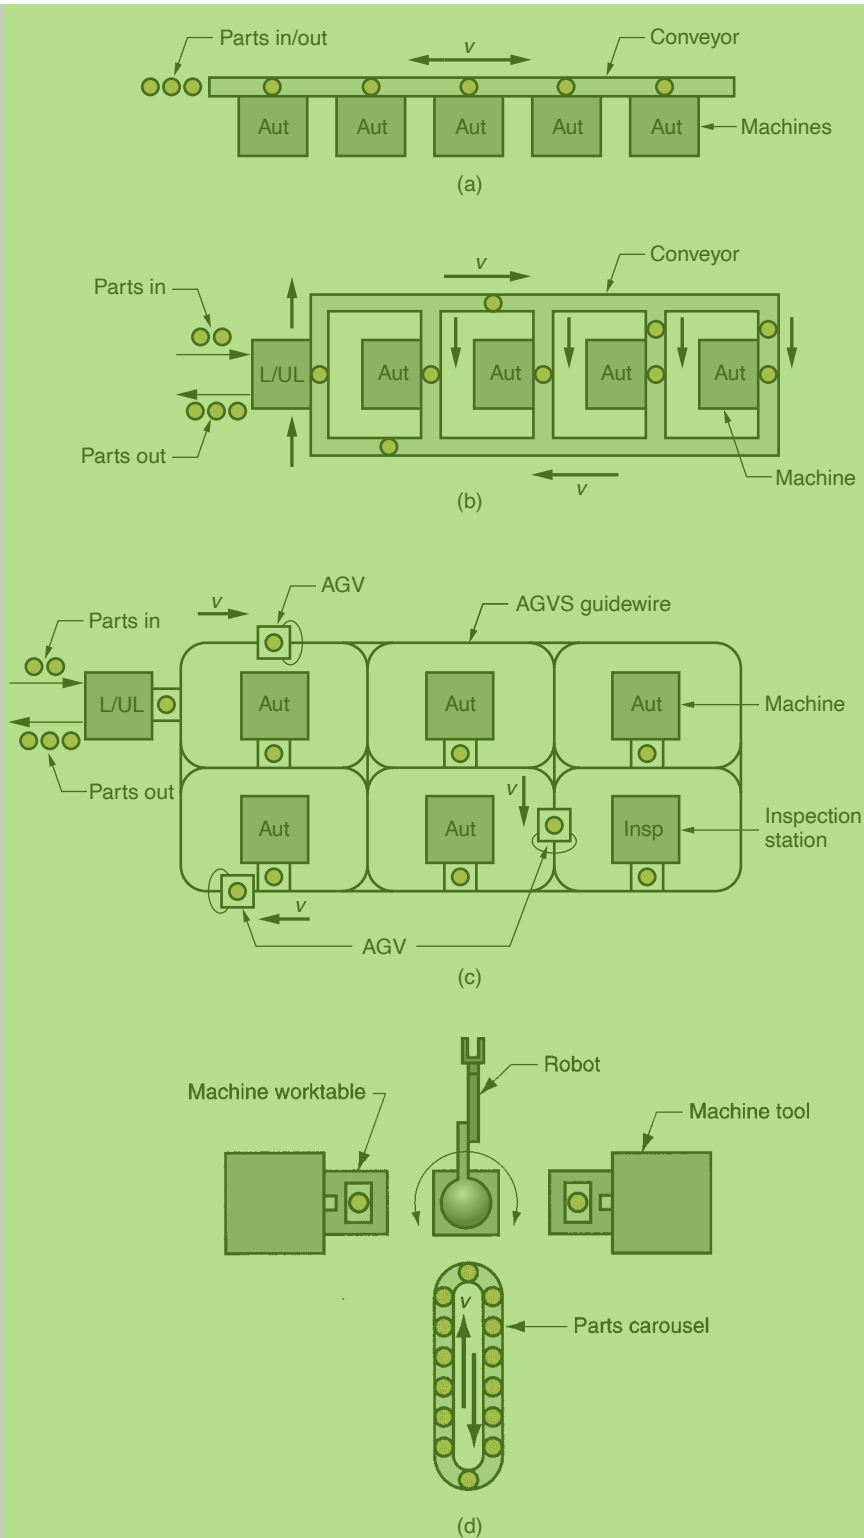 Parts in/out
v
Conveyor
Aut Aut Aut Aut Aut
Machines
(a)
Conveyor
v
Parts in
L/UL Aut Aut Aut Aut
Parts out
Machine
v
(b)
AGV
v
AGVS guidewire
Parts in
L/UL Aut Aut Aut
Machine
Parts out
v
Aut Aut Insp
Inspection
station
v
AGV
(c)
Robot
Machine worktable
Machine tool
v
Parts carousel
(d)